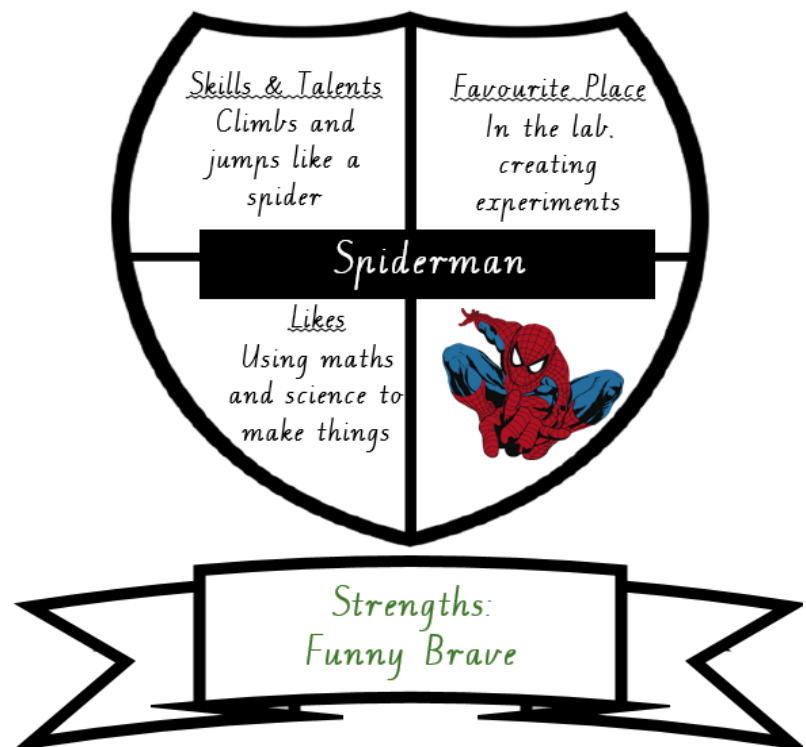 Skills & Talents
Climbs and
jumps like a
spider
Favourite Place
In the lab,
creating
experiments
Spiderman
Likes
Using maths
and science to
make things
Strengths:
Funny Brave